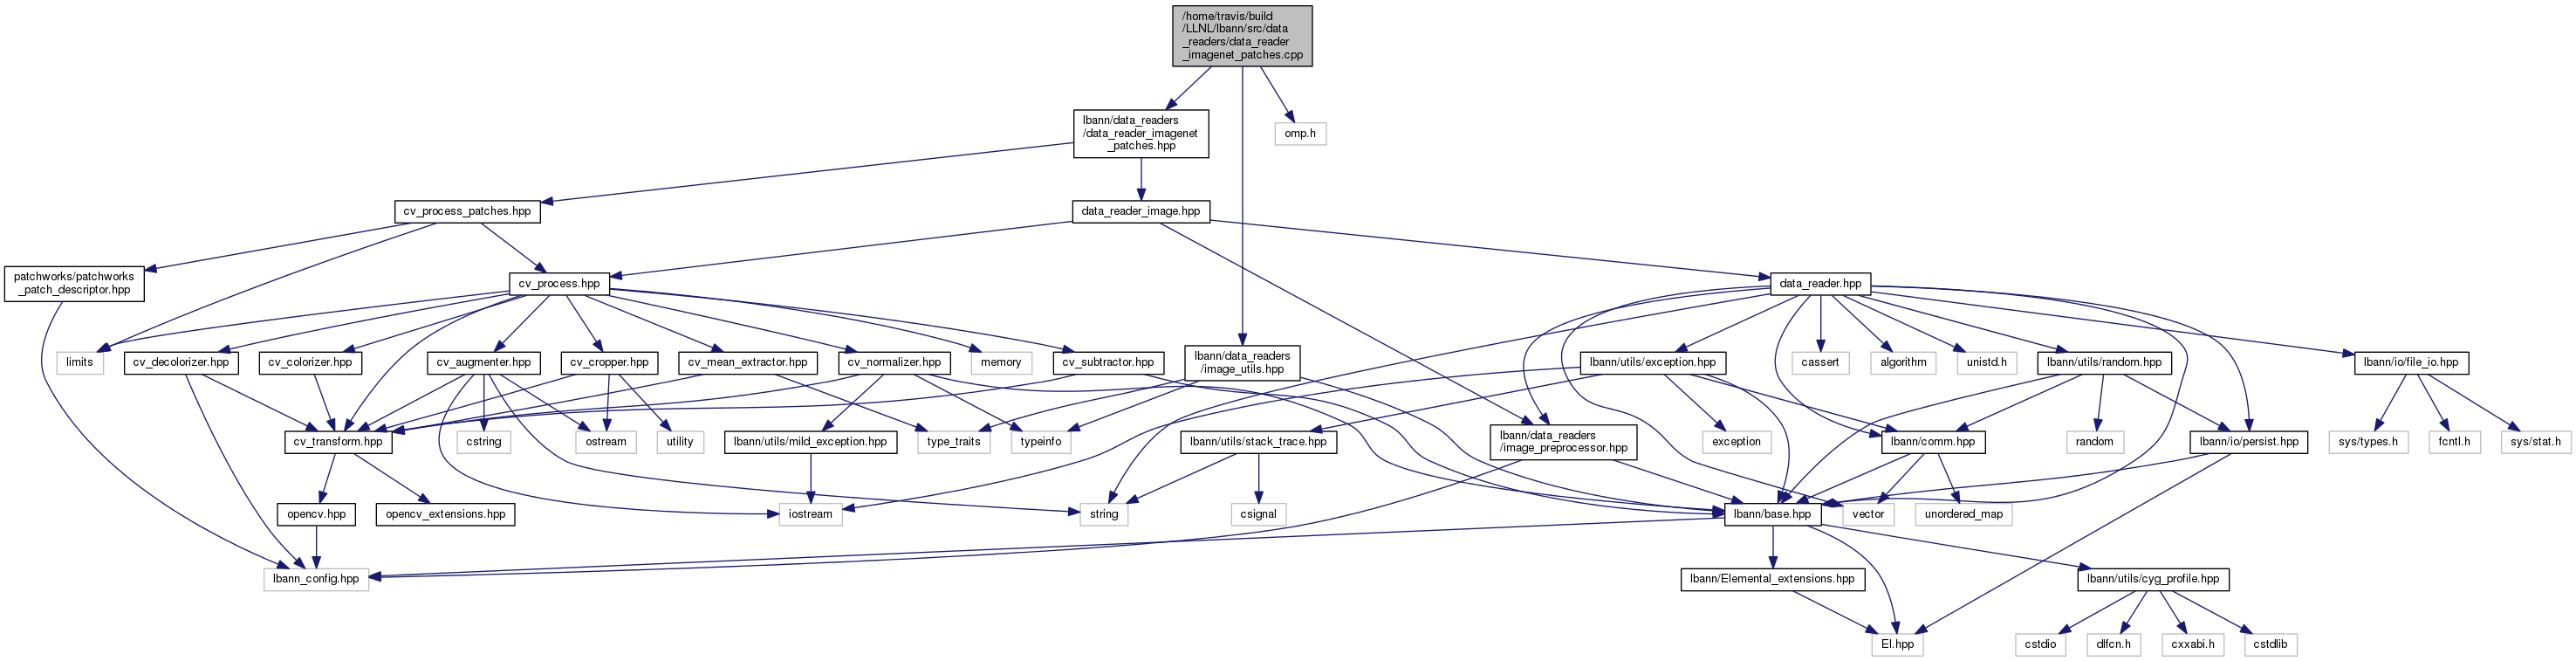 /home/travis/build
/LLNL/lbann/src/data
_readers/data_reader
_imagenet_patches.cpp
lbann/data_readers
/data_reader_imagenet
_patches.hpp
omp.h
cv_process_patches.hpp
data_reader_image.hpp
patchworks/patchworks
_patch_descriptor.hpp
cv_process.hpp
data_reader.hpp
limits
cv_decolorizer.hpp
cv_colorizer.hpp
cv_augmenter.hpp
cv_cropper.hpp
cv_mean_extractor.hpp
cv_normalizer.hpp
memory
cv_subtractor.hpp
lbann/data_readers
/image_utils.hpp
lbann/utils/exception.hpp
cassert
algorithm
unistd.h
lbann/utils/random.hpp
lbann/io/file_io.hpp
cv_transform.hpp
cstring
ostream
utility
lbann/utils/mild_exception.hpp
type_traits
typeinfo
lbann/utils/stack_trace.hpp
lbann/data_readers
/image_preprocessor.hpp
exception
lbann/comm.hpp
random
lbann/io/persist.hpp
sys/types.h
fcntl.h
sys/stat.h
opencv.hpp
opencv_extensions.hpp
iostream
string
csignal
lbann/base.hpp
vector
unordered_map
lbann_config.hpp
lbann/Elemental_extensions.hpp
lbann/utils/cyg_profile.hpp
El.hpp
cstdio
dlfcn.h
cxxabi.h
cstdlib